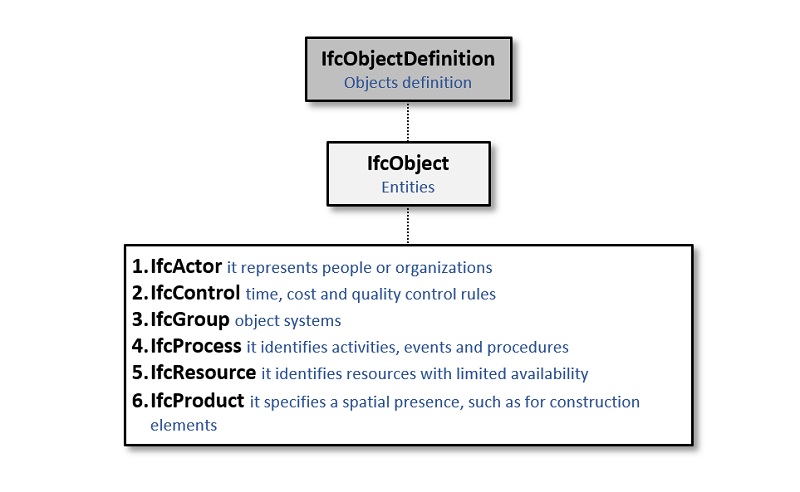 IfcObjectDefinition
Objects definition
IfcObject
Entities
1.IfcActor it represents people or organizations
2.IfcControl time, cost and quality control rules
3.IfcGroup object systems
4.IfcProcess it identifies activities, events and procedures
5.IfcResource it identifies resources with limited availability
6.IfcProduct it specifies a spatial presence, such as for construction
elements